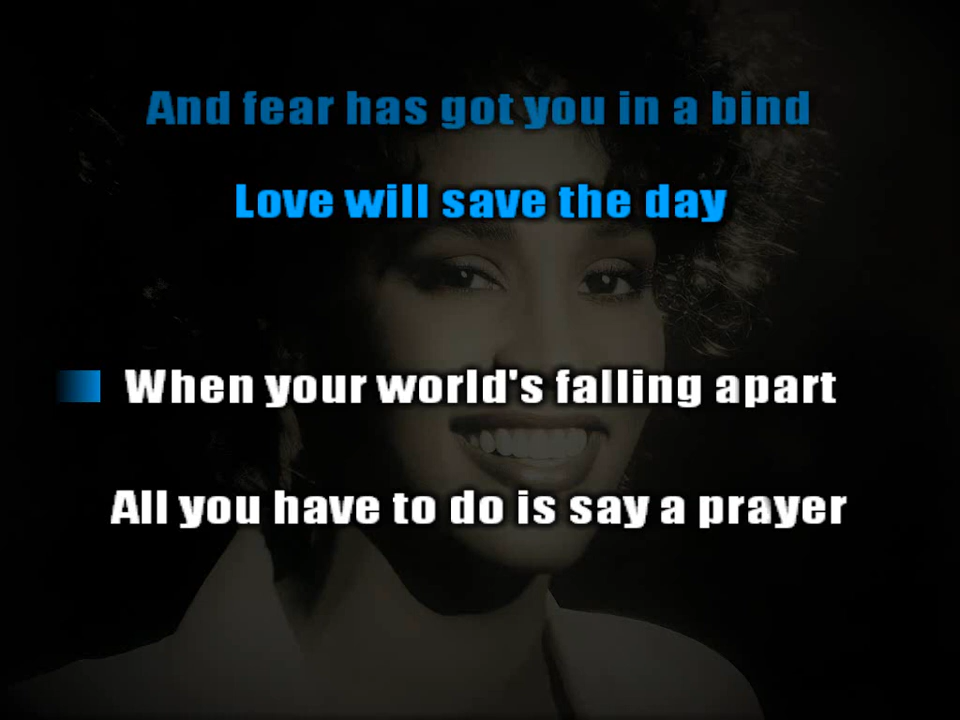 And fear has got you in a bind
Love will save the day
When your world's falling apart
All you have to do is say a prayer